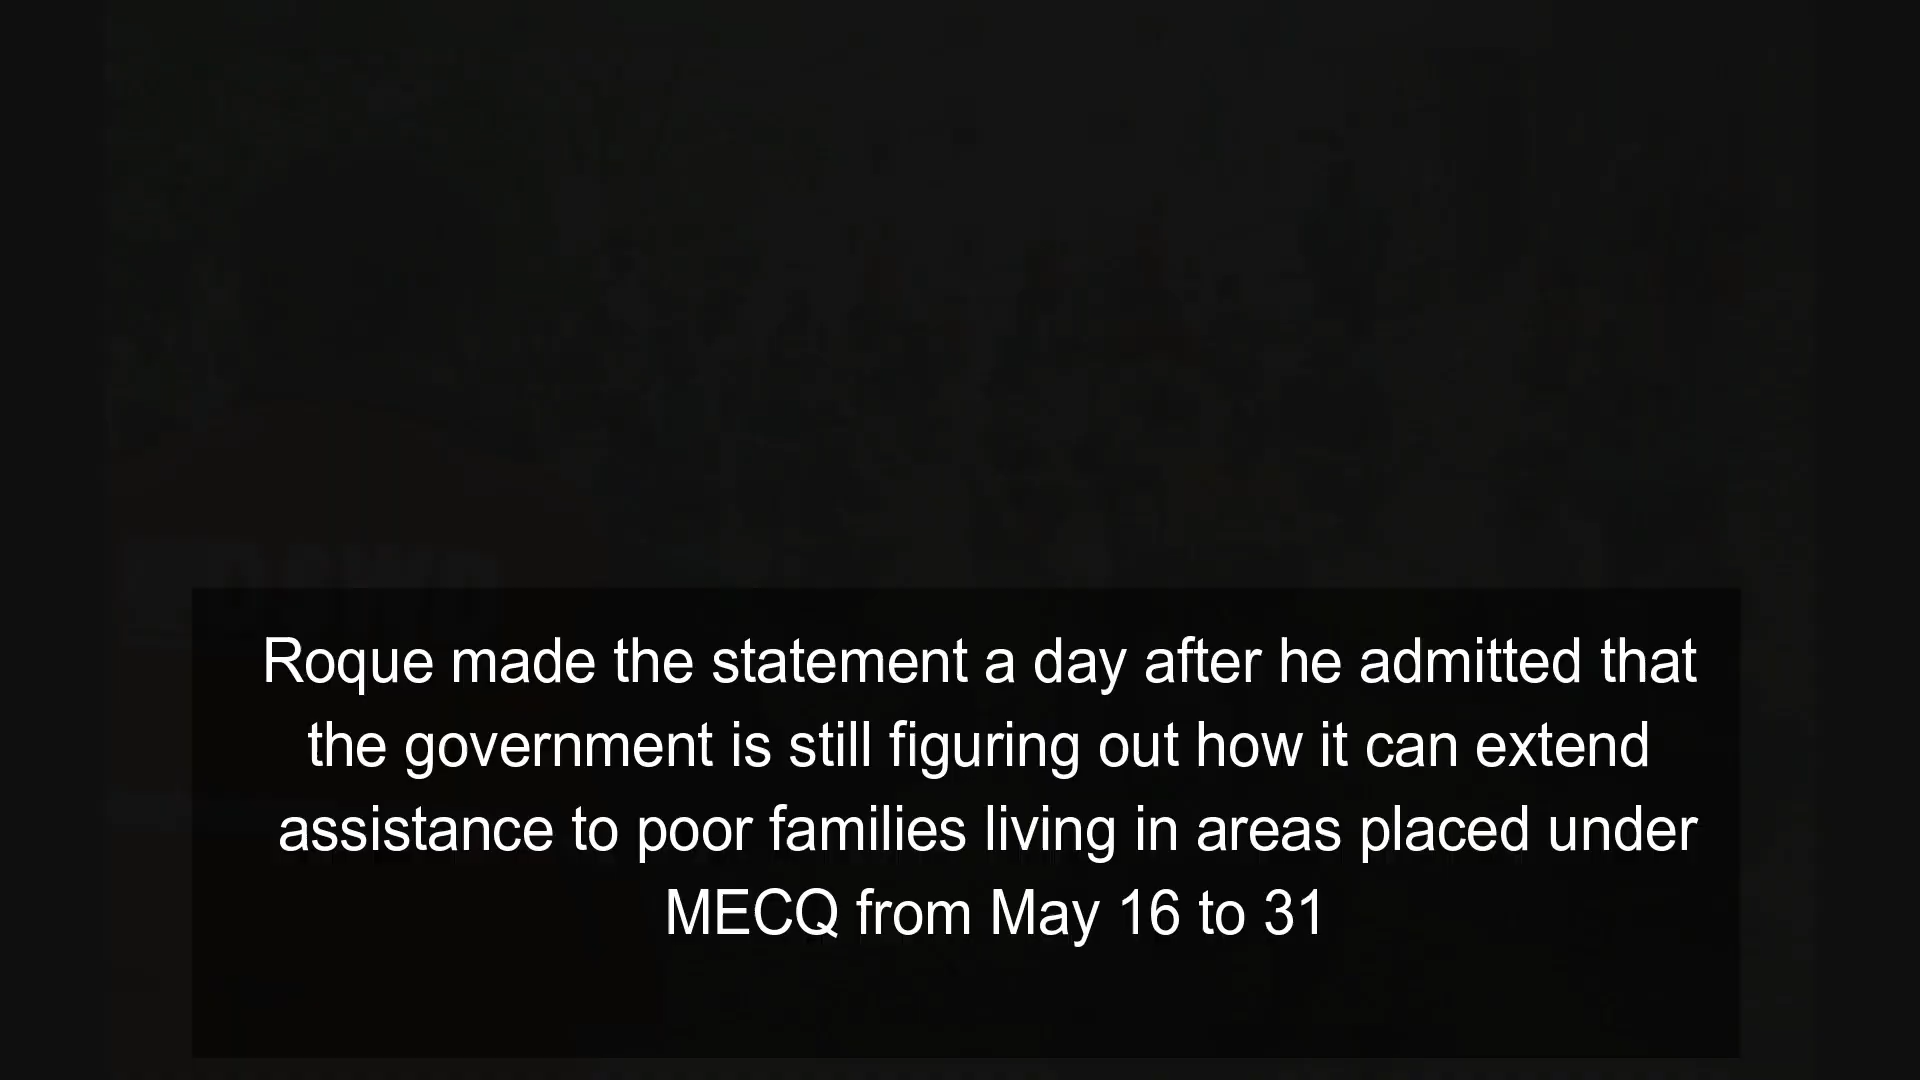 Roque made the statement a day after he admitted that
the government is still figuring out how it can extend
assistance to poor families living in areas placed under
MECQ from May 16 to 31